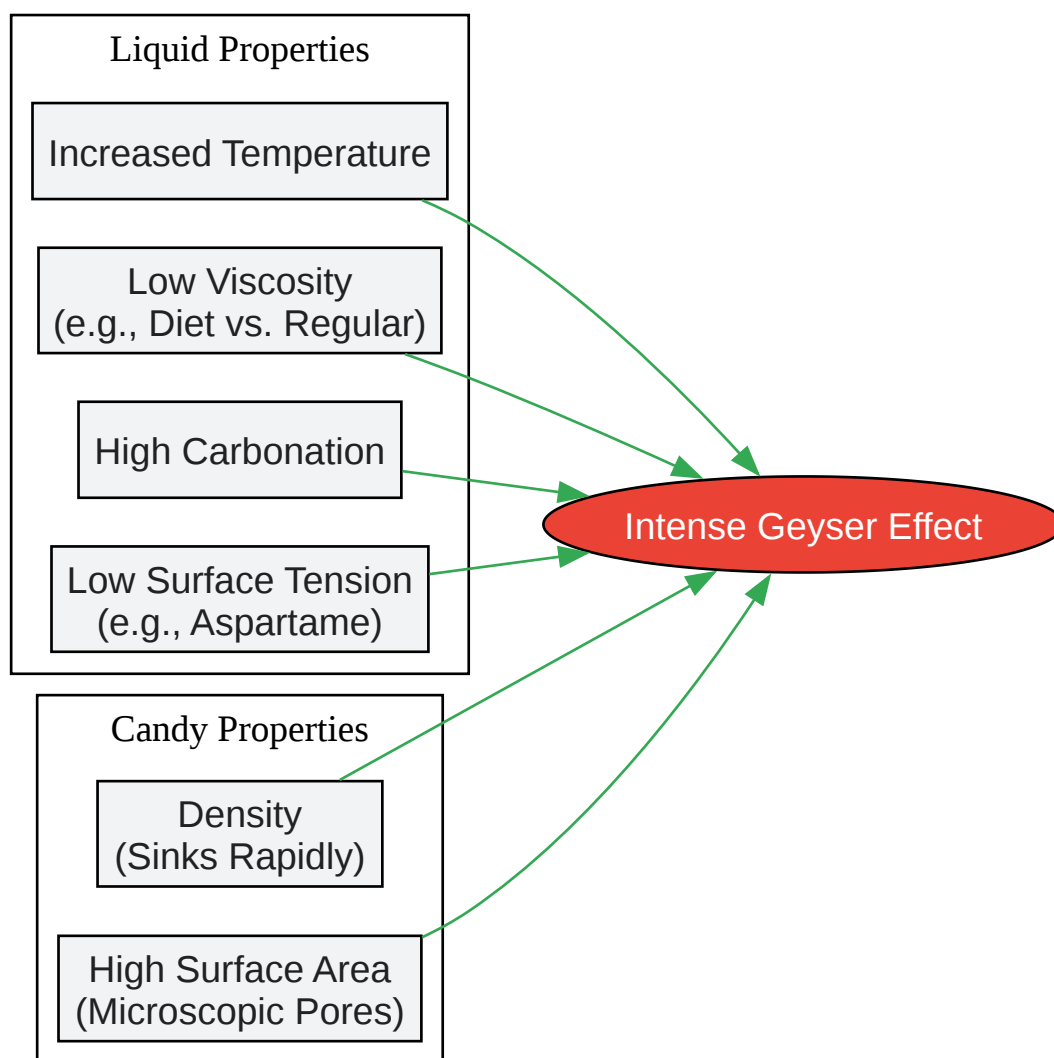 Liquid Properties
Increased Temperature
Low Viscosity
(e.g., Diet vs. Regular)
High Carbonation
Low Surface Tension
(e.g., Aspartame)
Intense Geyser Effect
Candy Properties
Density
(Sinks Rapidly)
High Surface Area
(Microscopic Pores)